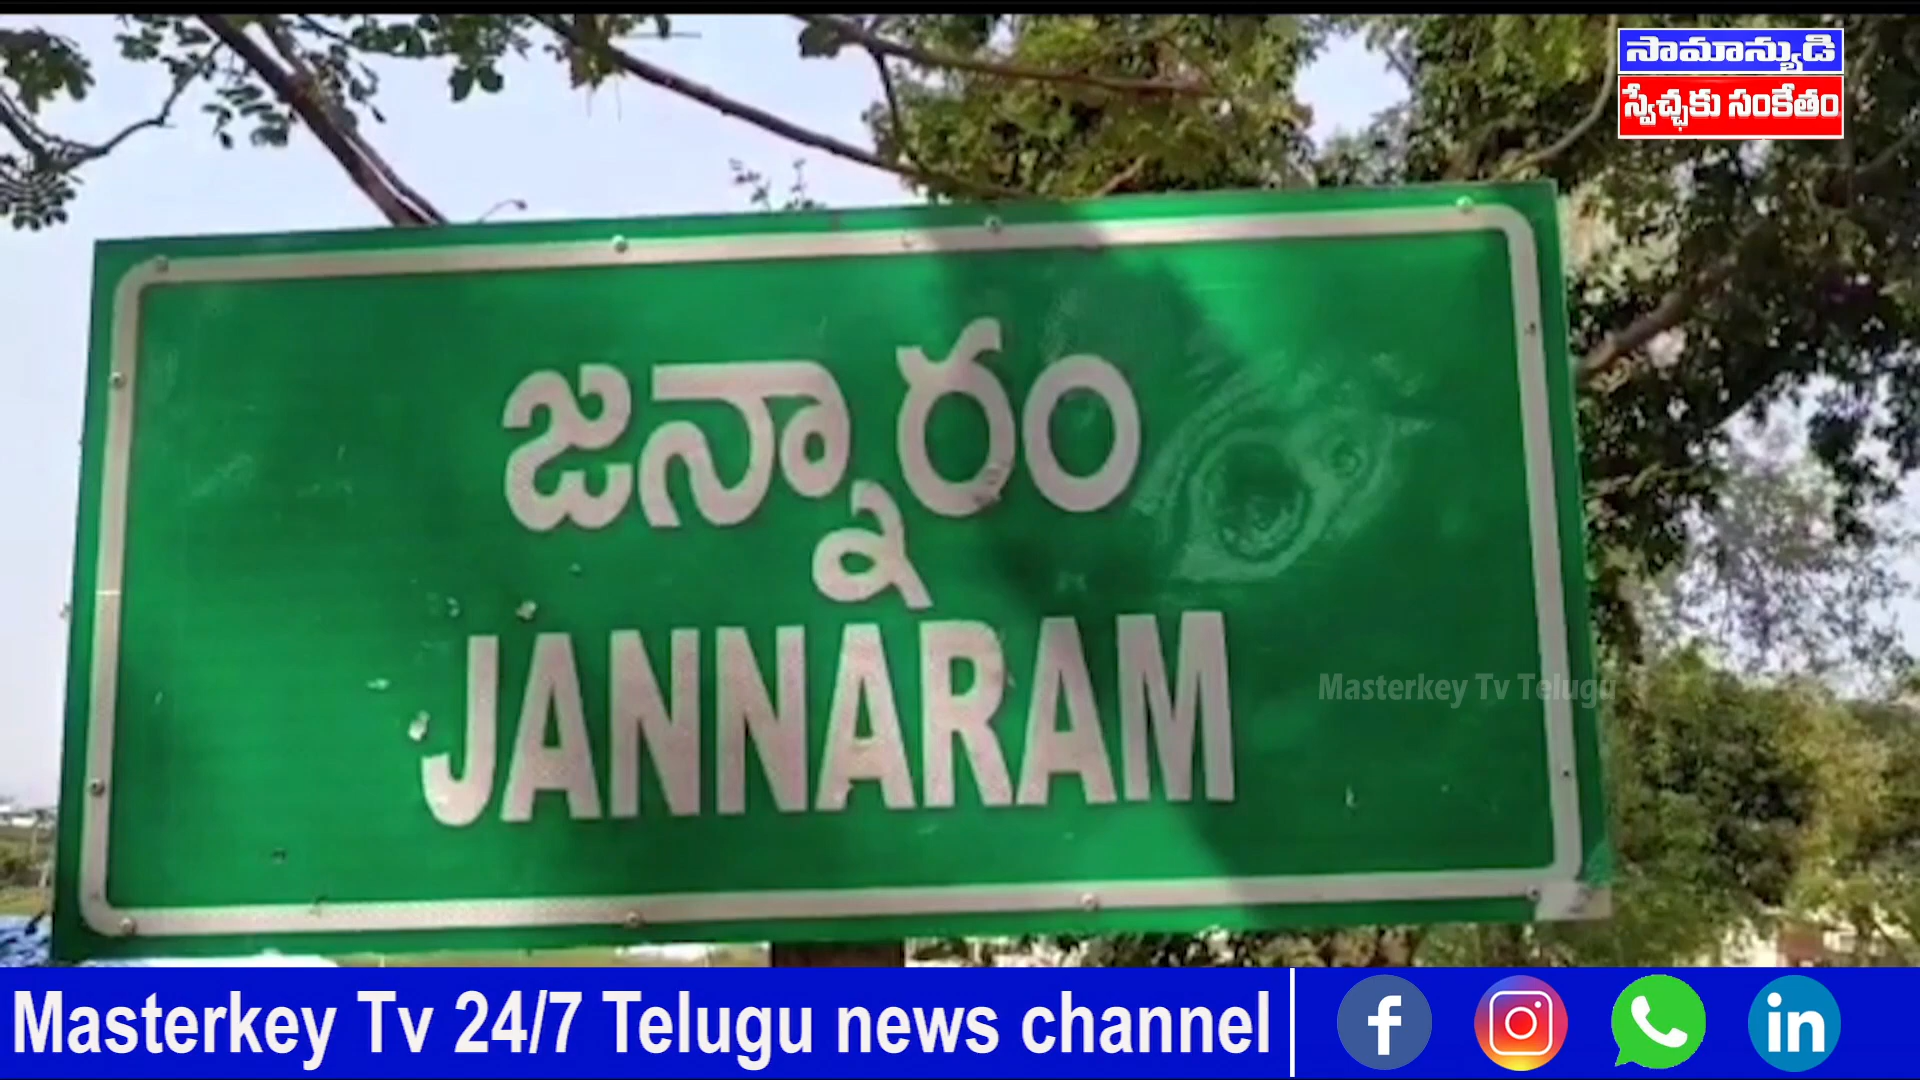 సామాన్యుడి
స్వేచ్ఛకు సంకేతం
జన్నారం
JANNARAM
Masterkey Tv Telugu
Masterkey Tv 24/7 Telugu news channel